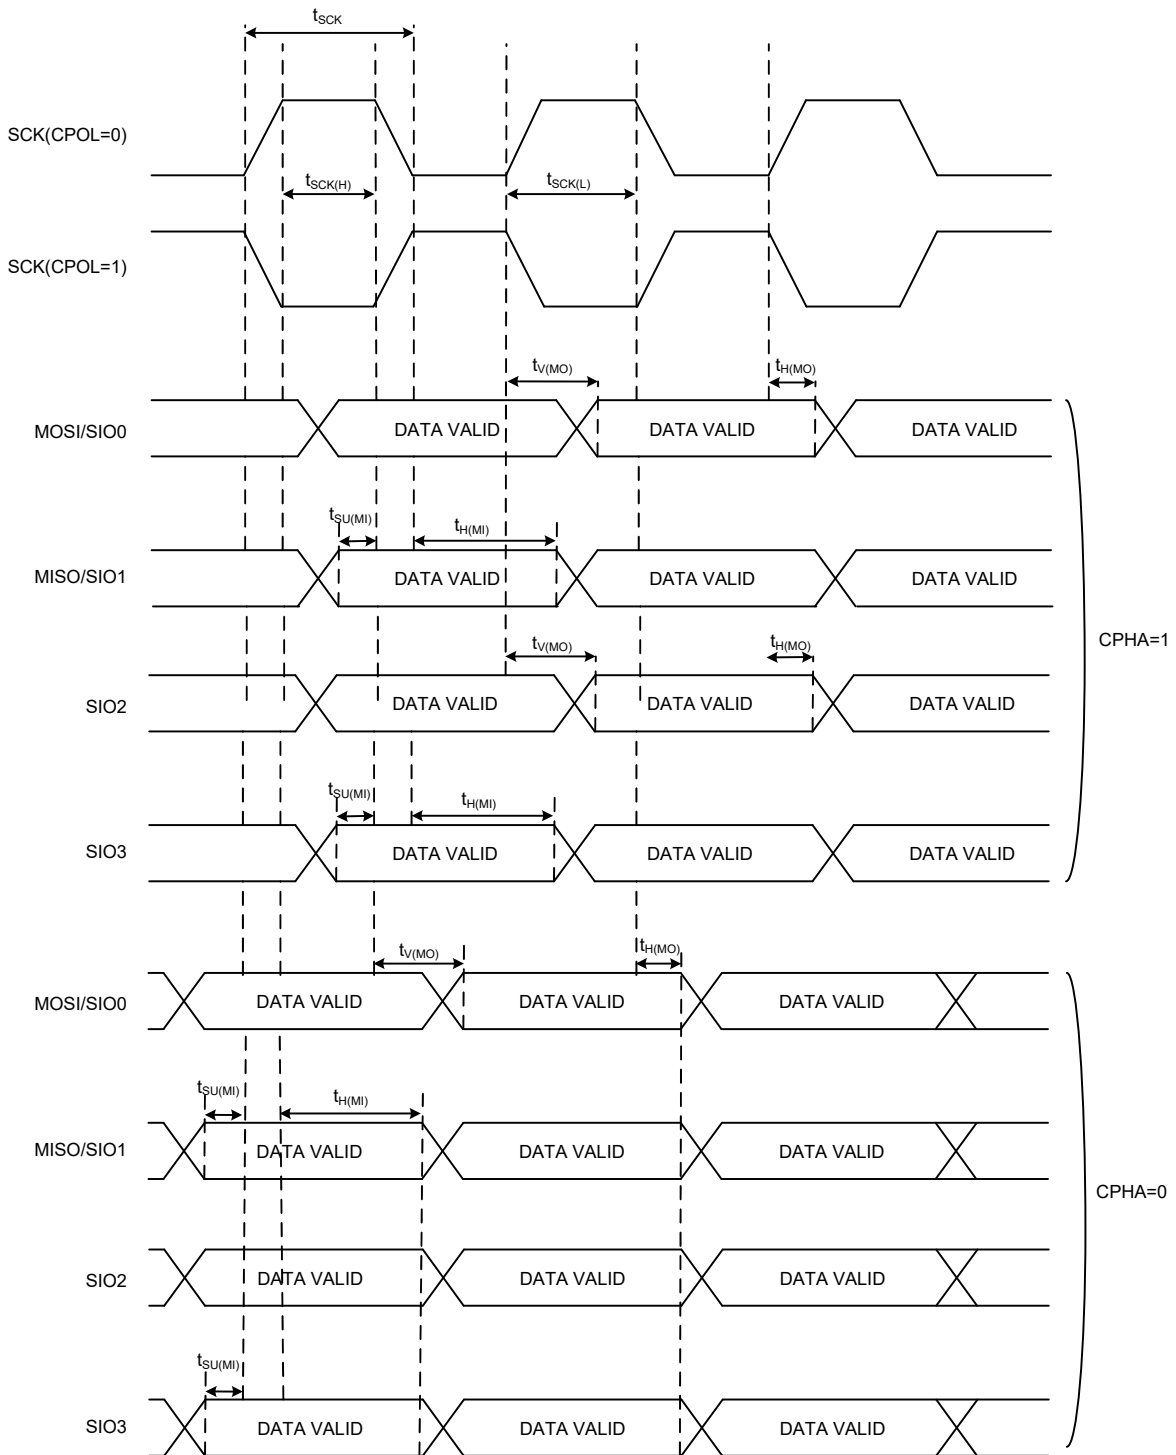 tSCK
SCK(CPOL=0)
tSCK(H)
tSCK(L)
SCK(CPOL=1)
tV(MO)
tH(MO)
MOSI/SIO0
DATA VALID
DATA VALID
DATA VALID
tSU(MI)
tH(MI)
MISO/SIO1
DATA VALID
DATA VALID
DATA VALID
CPHA=1
tV(MO)
tH(MO)
SIO2
DATA VALID
DATA VALID
DATA VALID
tSU(MI)
tH(MI)
SIO3
DATA VALID
DATA VALID
DATA VALID
tV(MO)
tH(MO)
MOSI/SIO0
DATA VALID
DATA VALID
DATA VALID
tSU(MI)
tH(MI)
MISO/SIO1
DATA VALID
DATA VALID
DATA VALID
CPHA=0
SIO2
DATA VALID
DATA VALID
DATA VALID
tSU(MI)
SIO3
DATA VALID
DATA VALID
DATA VALID